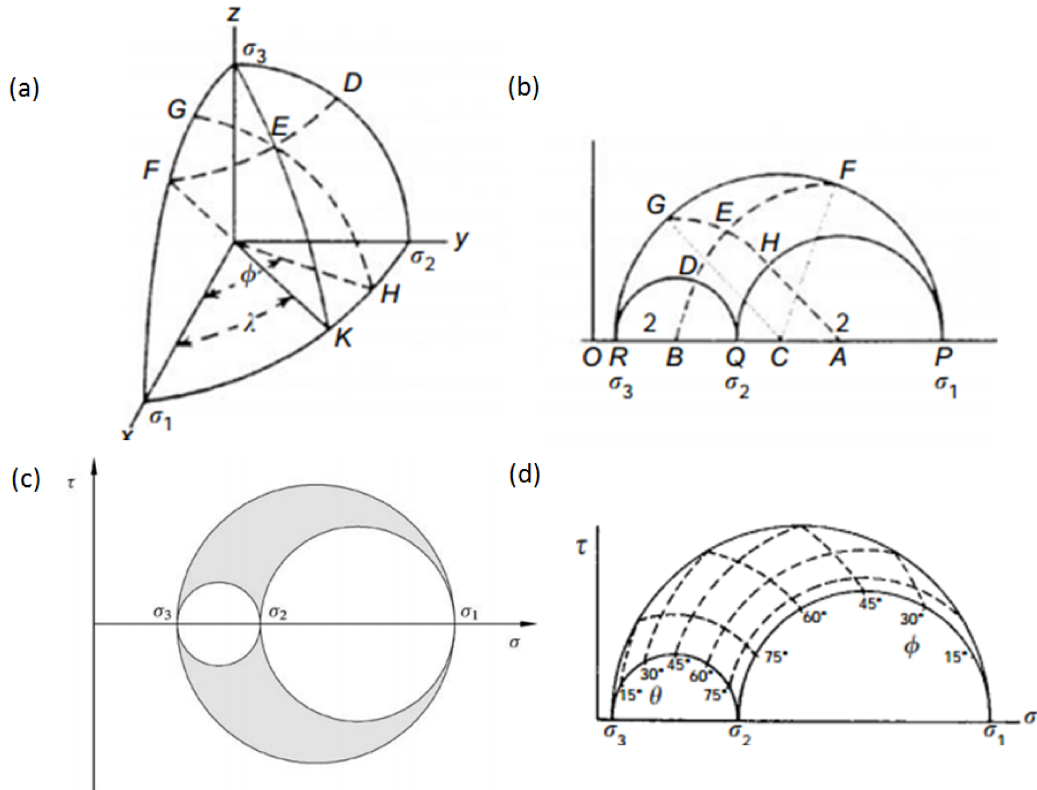 (a)
z
σ₃
D
G
E
F
y
σ₂
ϕ
H
λ
K
σ₁
x
(b)
F
G
E
H
D
2
2
O R B Q C A P
σ₃ σ₂ σ₁
(c)
τ
σ₃ σ₂ σ₁
σ
(d)
τ
60° 45° 30° 15°
ϕ
75°
15° 30° 45° 60° 75°
θ
σ₃ σ₂ σ₁ σ